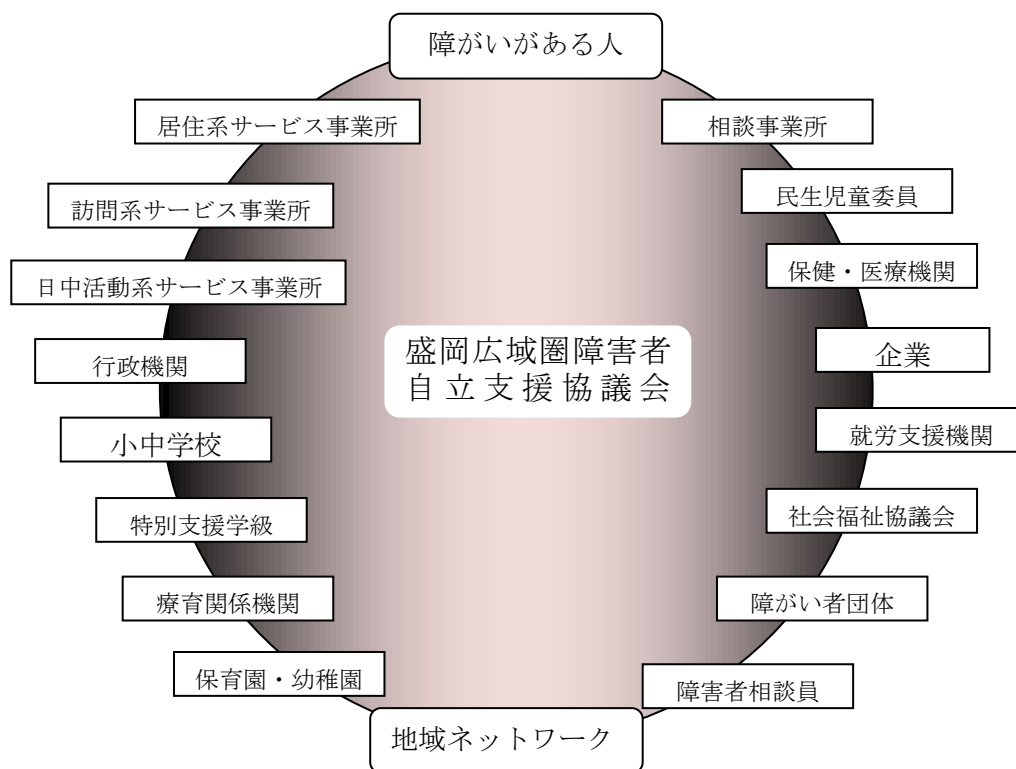 障がいがある人
居住系サービス事業所
相談事業所
訪問系サービス事業所
民生児童委員
日中活動系サービス事業所
保健・医療機関
盛岡広域圏障害者
自立支援協議会
行政機関
企業
小中学校
就労支援機関
特別支援学級
社会福祉協議会
療育関係機関
障がい者団体
保育園・幼稚園
障害者相談員
地域ネットワーク